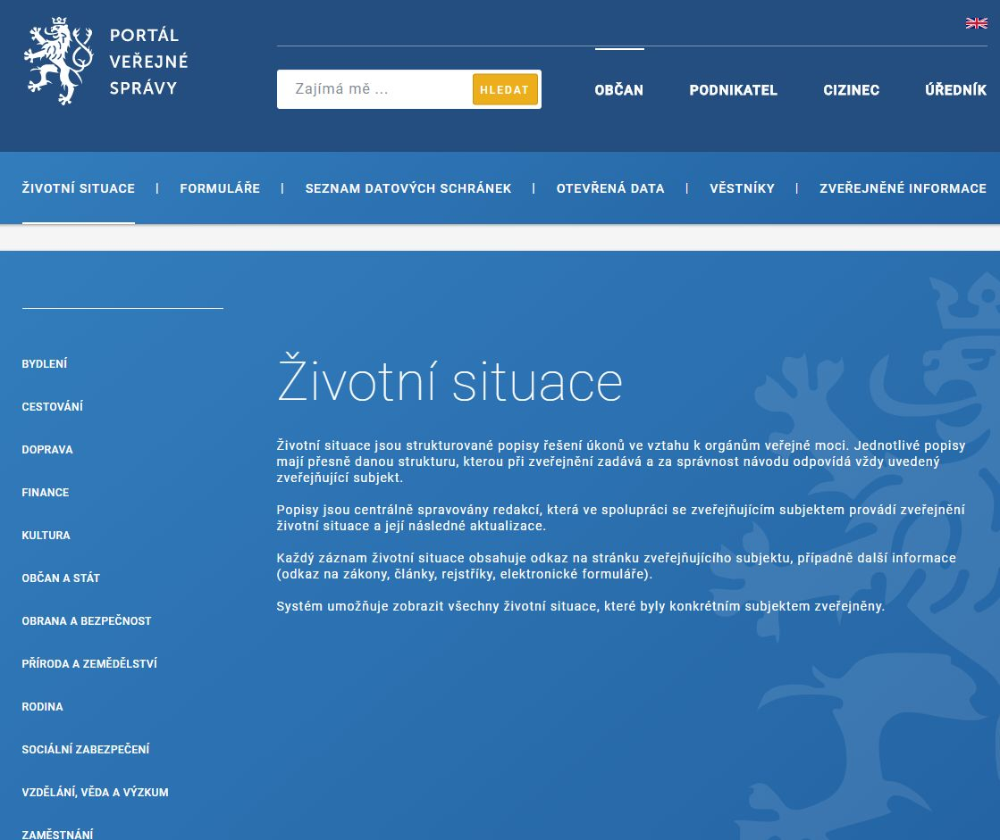 PORTÁL
VEŘEJNÉ
SPRÁVY
Zajímá mě ...
HLEDAT
OBČAN
PODNIKATEL
CIZINEC
ÚŘEDNÍK
ŽIVOTNÍ SITUACE | FORMULÁŘE | SEZNAM DATOVÝCH SCHRÁNEK | OTEVŘENÁ DATA | VĚSTNÍKY | ZVEŘEJNĚNÉ INFORMACE
BYDLENÍ
CESTOVÁNÍ
DOPRAVA
FINANCE
KULTURA
OBČAN A STÁT
OBRANA A BEZPEČNOST
PŘÍRODA A ZEMĚDĚLSTVÍ
RODINA
SOCIÁLNÍ ZABEZPEČENÍ
VZDĚLÁNÍ, VĚDA A VÝZKUM
ZAMĚSTNÁNÍ
Životní situace
Životní situace jsou strukturované popisy řešení úkonů ve vztahu k orgánům veřejné moci. Jednotlivé popisy
mají přesně danou strukturu, kterou při zveřejnění zadává a za správnost návodu odpovídá vždy uvedený
zveřejňující subjekt.
Popisy jsou centrálně spravovány redakcí, která ve spolupráci se zveřejňujícím subjektem provádí zveřejnění
životní situace a její následné aktualizace.
Každý záznam životní situace obsahuje odkaz na stránku zveřejňujícího subjektu, případně další informace
(odkaz na zákony, články, rejstříky, elektronické formuláře).
Systém umožňuje zobrazit všechny životní situace, které byly konkrétním subjektem zveřejněny.